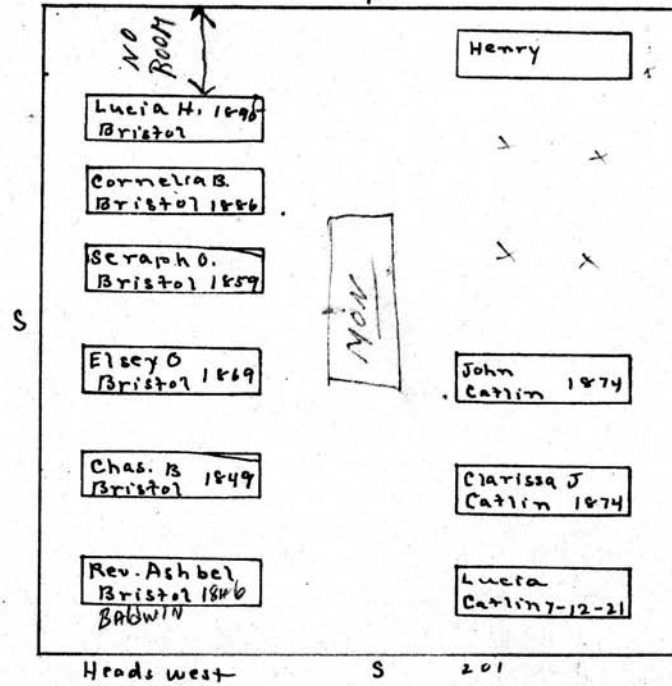 NO
ROOM
Henry
Lucia H. 1896
Bristol
Cornelia B.
Bristol 1886
Seraph O.
Bristol 1859
S
MON
Elsey O
Bristol 1869
John
Catlin 1874
Chas. B
Bristol 1849
Clarissa J
Catlin 1874
Rev. Ashbel
Bristol 1846
BALDWIN
Lucia
Catlin 7-12-21
Heads west S 201